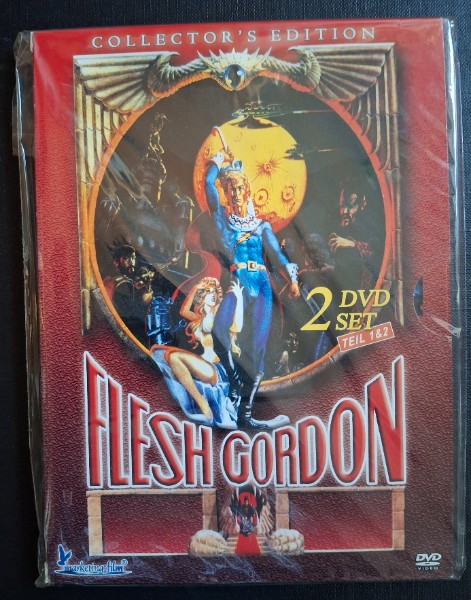 COLLECTOR'S EDITION
2 DVD
SET
TEIL 1&2
FLESH GORDON
marketing-film
DVD
VIDEO